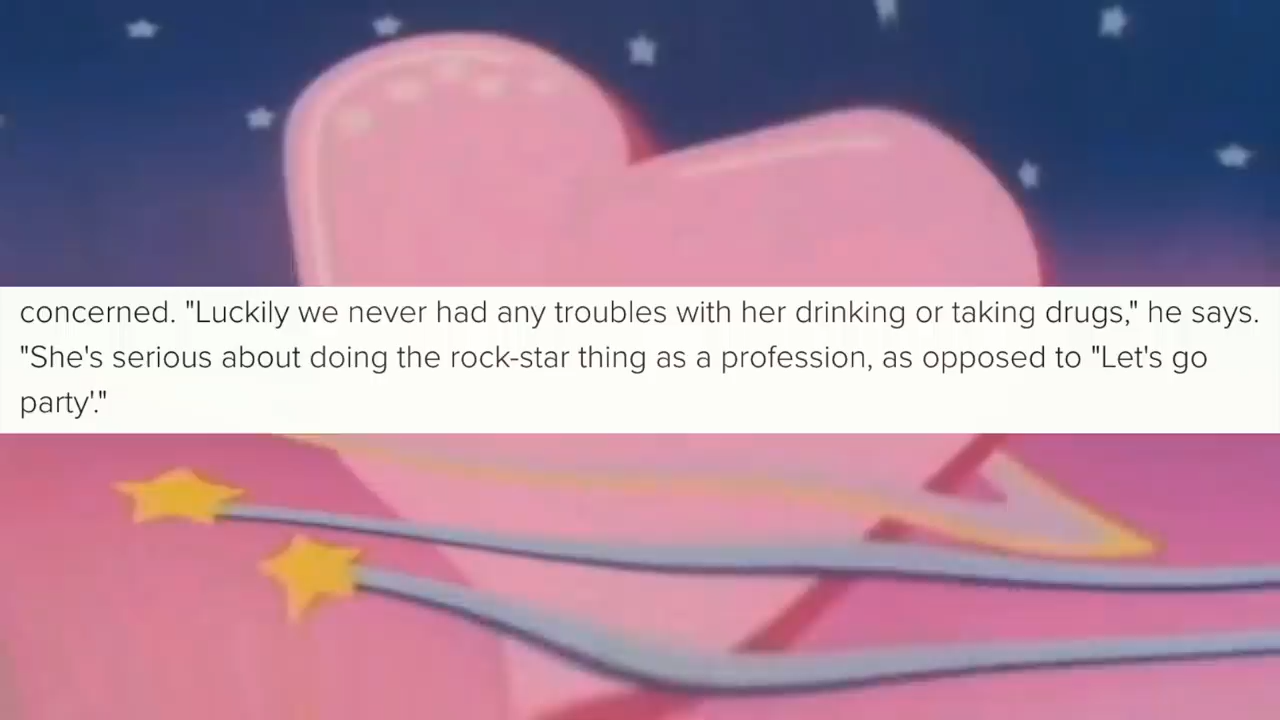 concerned. "Luckily we never had any troubles with her drinking or taking drugs," he says.
"She's serious about doing the rock-star thing as a profession, as opposed to "Let's go
party'."